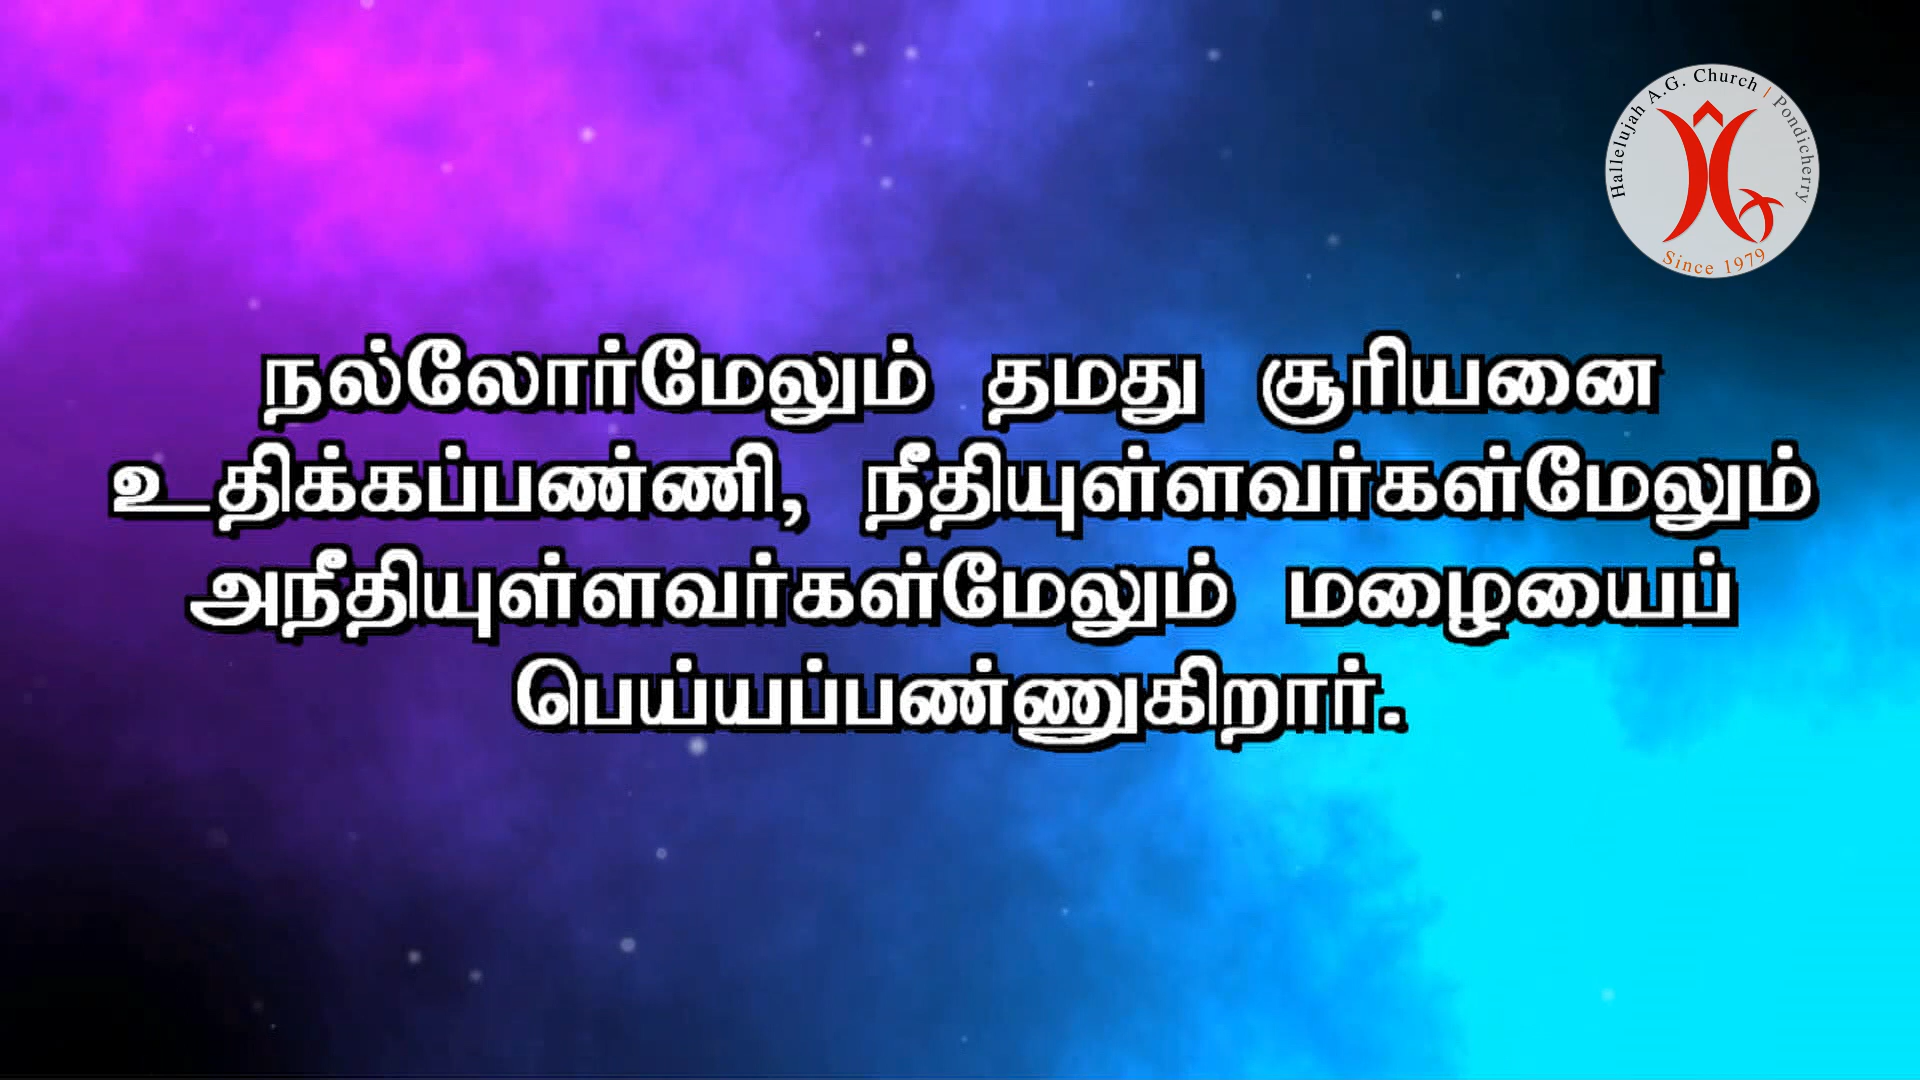 Hallelujah A.G. Church | Pondicherry
Since 1979
நல்லோர்மேலும் தமது சூரியனை
உதிக்கப்பண்ணி, நீதியுள்ளவர்கள்மேலும்
அநீதியுள்ளவர்கள்மேலும் மழையைப்
பெய்யப்பண்ணுகிறார்.